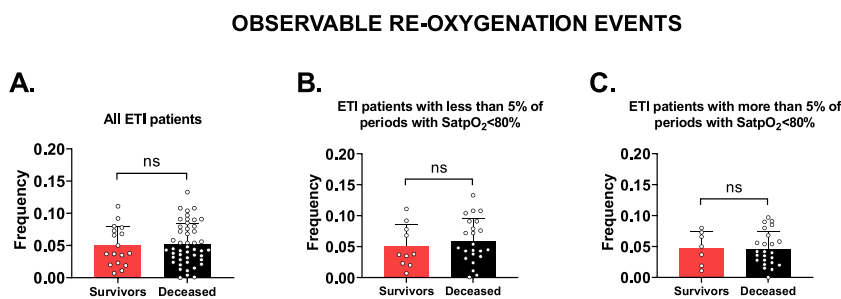 OBSERVABLE RE-OXYGENATION EVENTS
A.
All ETI patients
Frequency
0.20
0.15
0.10
0.05
0.00
ns
Survivors
Deceased
B.
ETI patients with less than 5% of
periods with SatpO₂<80%
Frequency
0.20
0.15
0.10
0.05
0.00
ns
Survivors
Deceased
C.
ETI patients with more than 5% of
periods with SatpO₂<80%
Frequency
0.20
0.15
0.10
0.05
0.00
ns
Survivors
Deceased